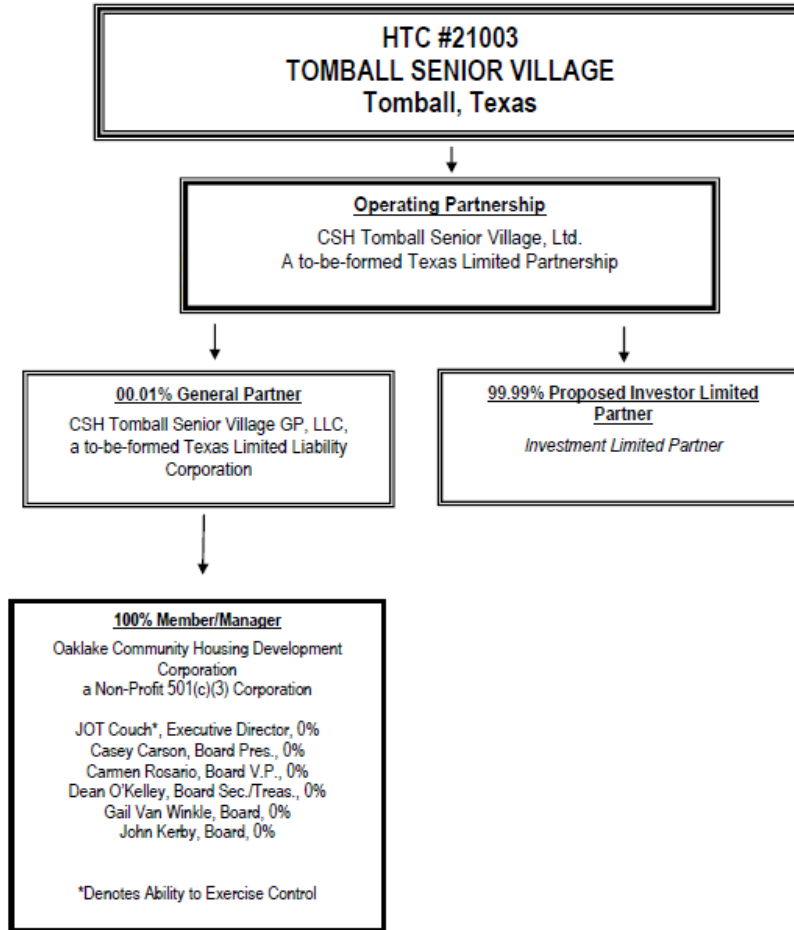 HTC #21003
TOMBALL SENIOR VILLAGE
Tomball, Texas
Operating Partnership
CSH Tomball Senior Village, Ltd.
A to-be-formed Texas Limited Partnership
00.01% General Partner
CSH Tomball Senior Village GP, LLC,
a to-be-formed Texas Limited Liability
Corporation
99.99% Proposed Investor Limited
Partner
Investment Limited Partner
100% Member/Manager
Oaklake Community Housing Development
Corporation
a Non-Profit 501(c)(3) Corporation
JOT Couch*, Executive Director, 0%
Casey Carson, Board Pres., 0%
Carmen Rosario, Board V.P., 0%
Dean O'Kelley, Board Sec./Treas., 0%
Gail Van Winkle, Board, 0%
John Kerby, Board, 0%
*Denotes Ability to Exercise Control